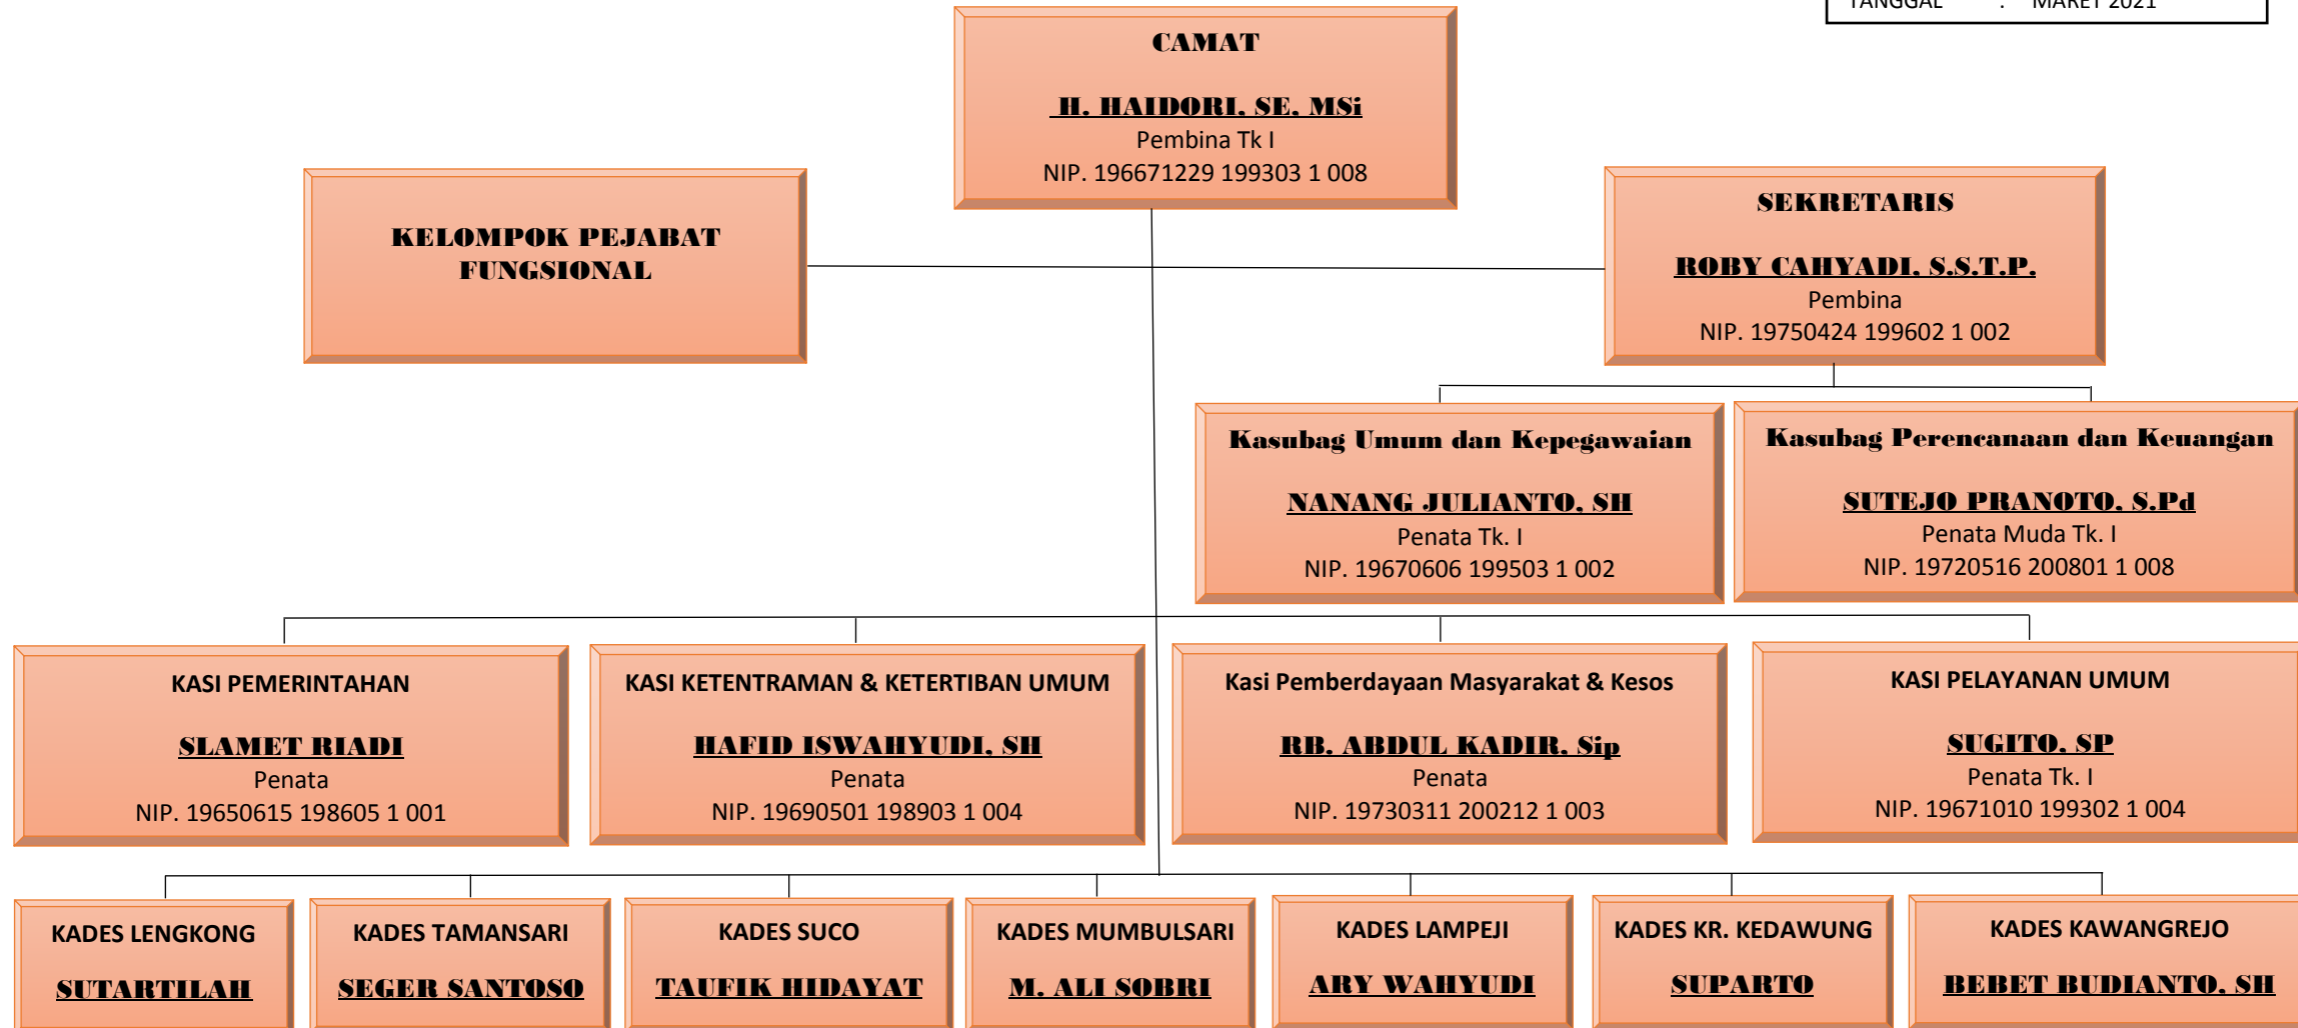 TANGGAL : MARET 2021
CAMAT
H. HAIDORI, SE, MSi
Pembina Tk I
NIP. 196671229 199303 1 008
KELOMPOK PEJABAT
FUNGSIONAL
SEKRETARIS
ROBY CAHYADI, S.S.T.P.
Pembina
NIP. 19750424 199602 1 002
Kasubag Umum dan Kepegawaian
NANANG JULIANTO, SH
Penata Tk. I
NIP. 19670606 199503 1 002
Kasubag Perencanaan dan Keuangan
SUTEJO PRANOTO, S.Pd
Penata Muda Tk. I
NIP. 19720516 200801 1 008
KASI PEMERINTAHAN
SLAMET RIADI
Penata
NIP. 19650615 198605 1 001
KASI KETENTRAMAN & KETERTIBAN UMUM
HAFID ISWAHYUDI, SH
Penata
NIP. 19690501 198903 1 004
Kasi Pemberdayaan Masyarakat & Kesos
RB. ABDUL KADIR, Sip
Penata
NIP. 19730311 200212 1 003
KASI PELAYANAN UMUM
SUGITO, SP
Penata Tk. I
NIP. 19671010 199302 1 004
KADES LENGKONG
SUTARTILAH
KADES TAMANSARI
SEGER SANTOSO
KADES SUCO
TAUFIK HIDAYAT
KADES MUMBULSARI
M. ALI SOBRI
KADES LAMPEJI
ARY WAHYUDI
KADES KR. KEDAWUNG
SUPARTO
KADES KAWANGREJO
BEBET BUDIANTO, SH